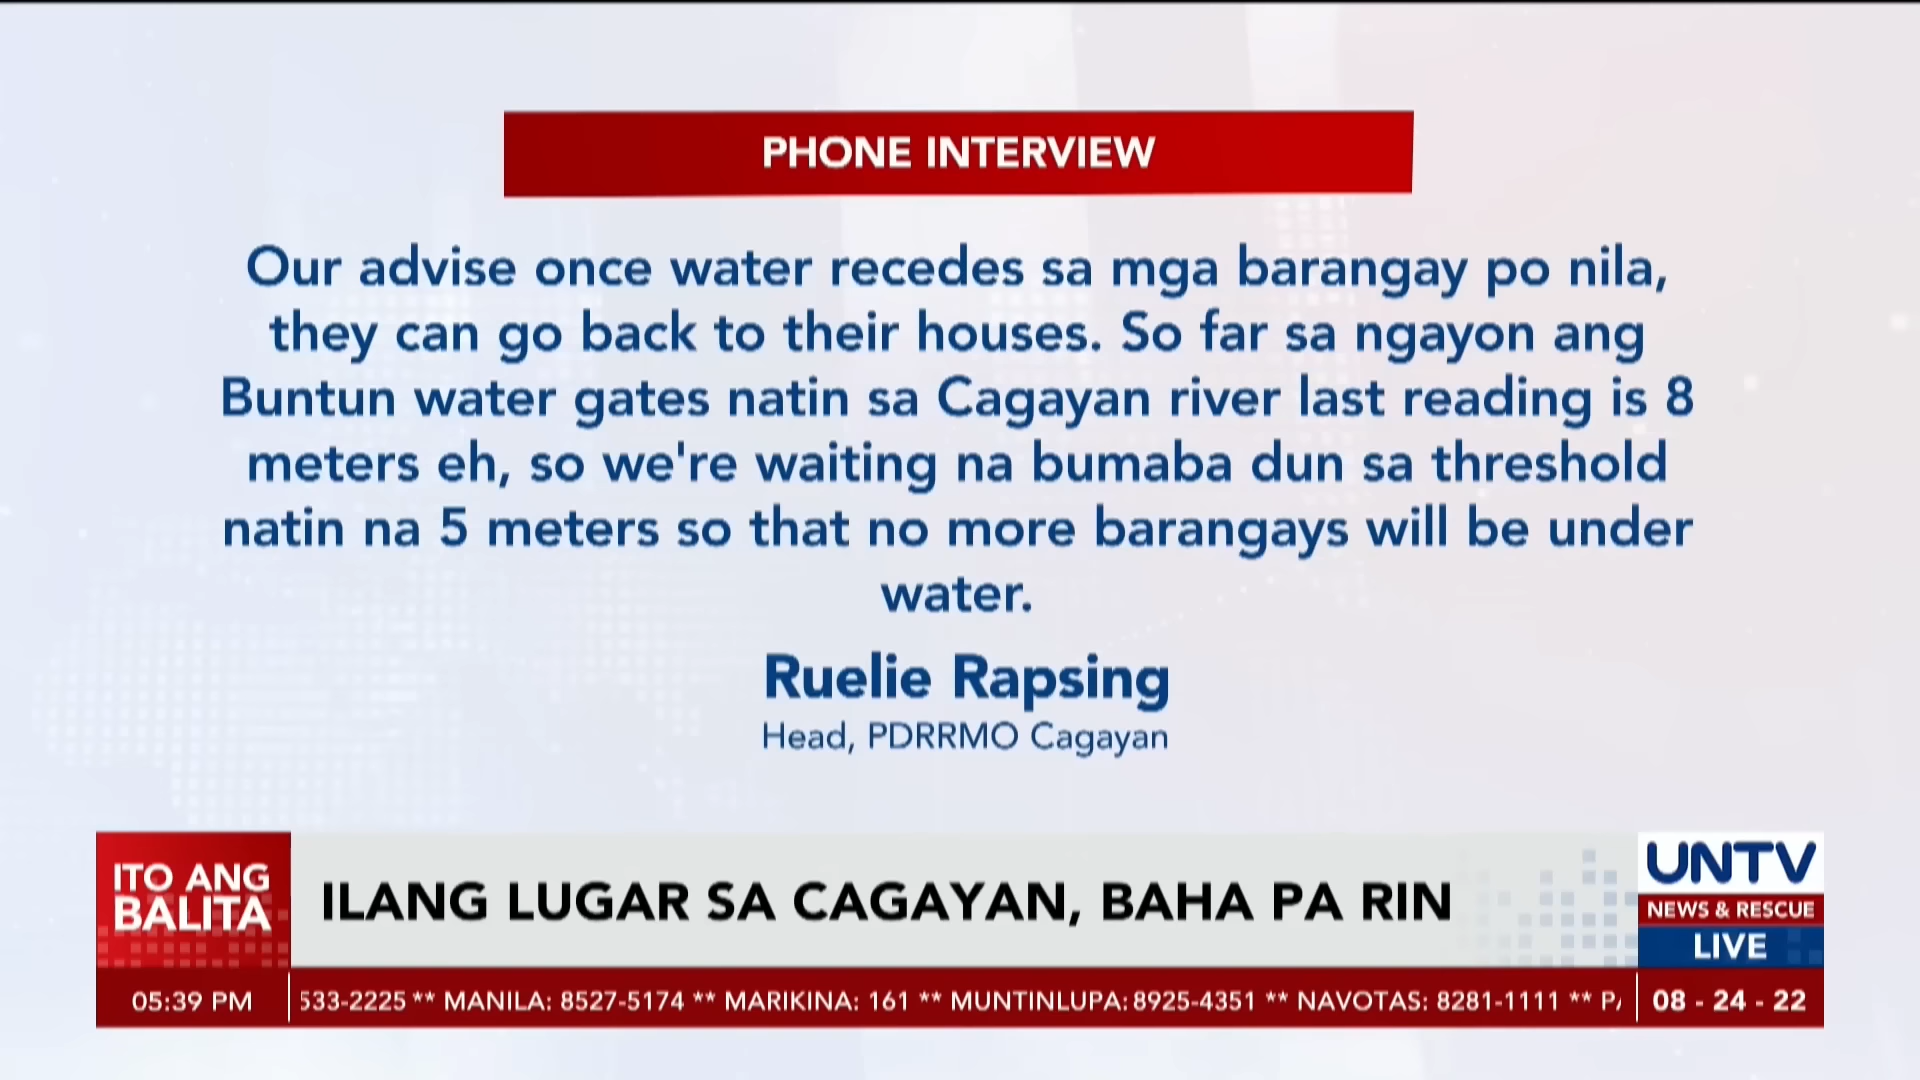 PHONE INTERVIEW
Our advise once water recedes sa mga barangay po nila,
they can go back to their houses. So far sa ngayon ang
Buntun water gates natin sa Cagayan river last reading is 8
meters eh, so we're waiting na bumaba dun sa threshold
natin na 5 meters so that no more barangays will be under
water.
Ruelie Rapsing
Head, PDRRMO Cagayan
ITO ANG
BALITA
ILANG LUGAR SA CAGAYAN, BAHA PA RIN
UNTV
NEWS & RESCUE
LIVE
05:39 PM
533-2225 ** MANILA: 8527-5174 ** MARIKINA: 161 ** MUNTINLUPA: 8925-4351 ** NAVOTAS: 8281-1111 **
08 - 24 - 22